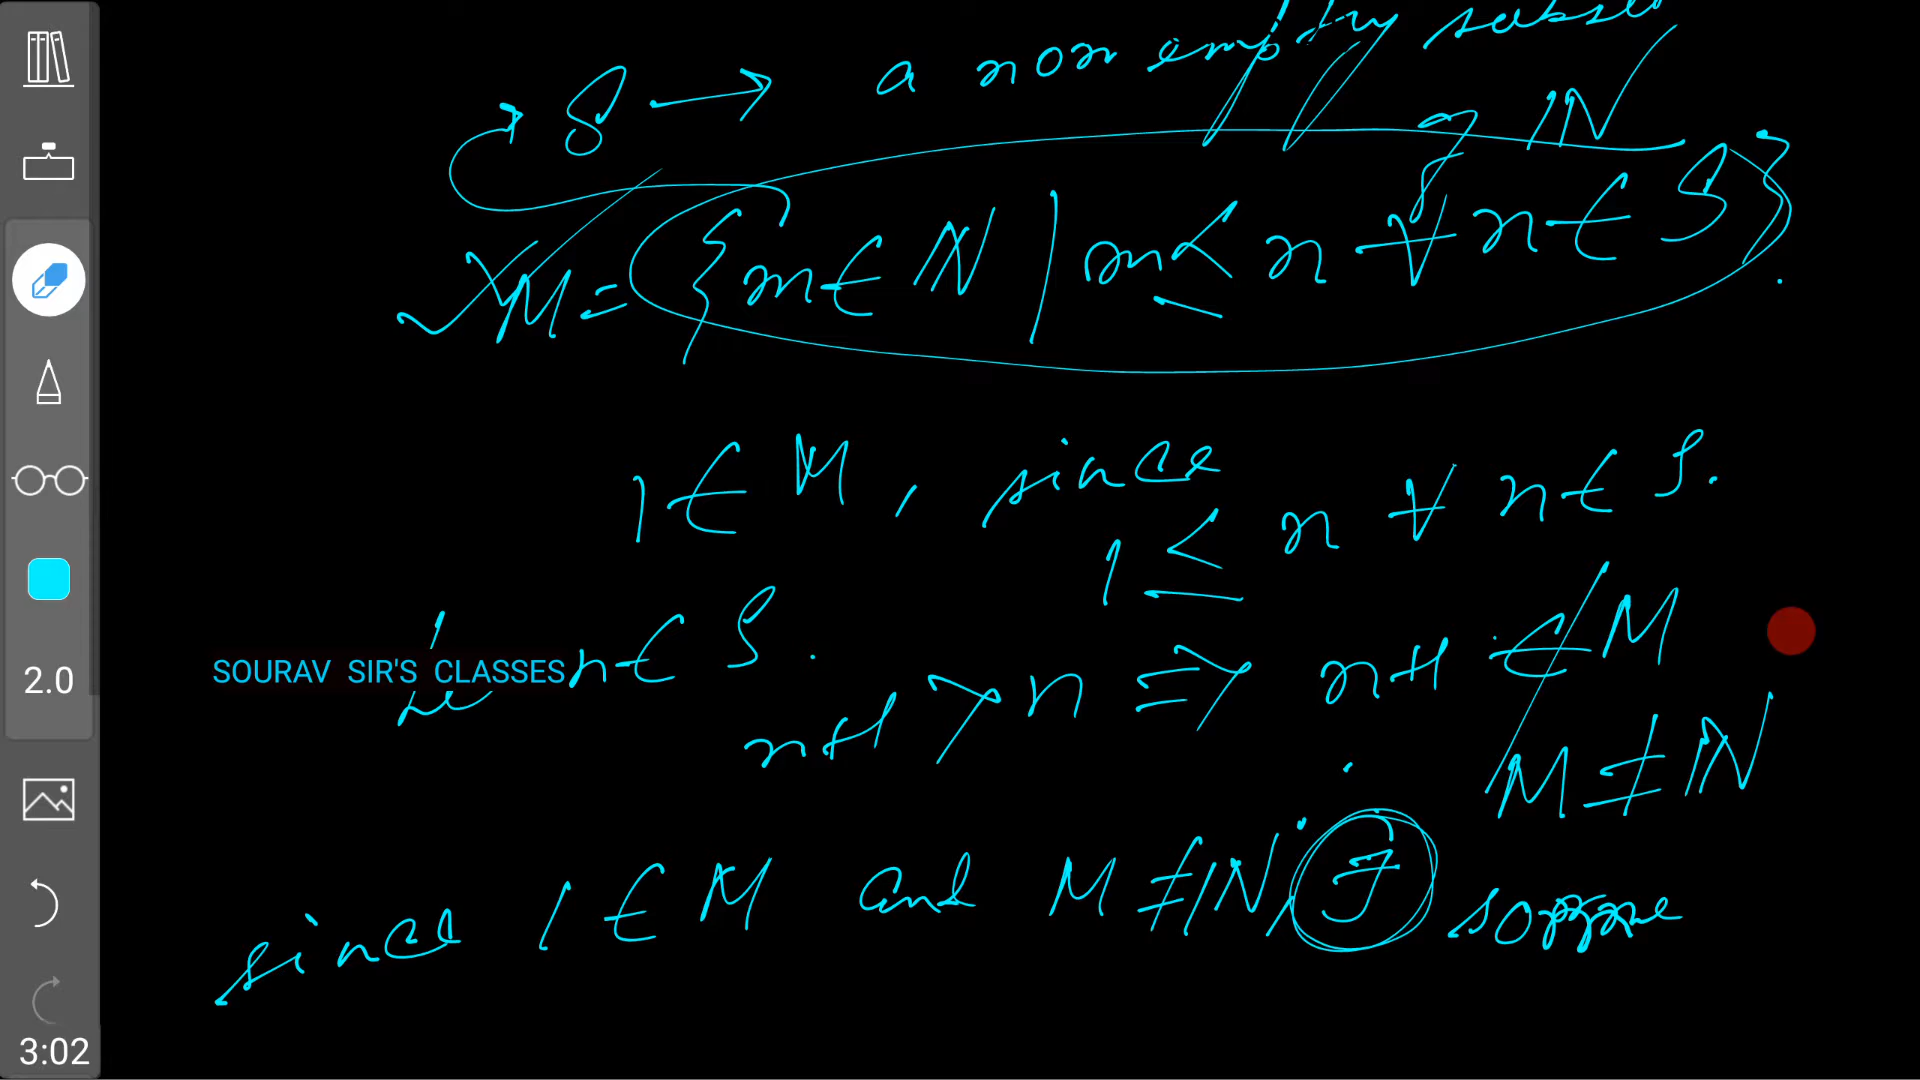 S → a non empty subset
of ℕ
M = {m ∈ ℕ | m ≤ n ∀ n ∈ S}.
1 ∈ M, since
1 ≤ n ∀ n ∈ S.
SOURAV SIR'S CLASSES
n ∈ S.
n+1 > n ⇒ n+1 ∉ M
M ≠ ℕ
since 1 ∈ M and M ≠ ℕ, ∃ some
2.0
3:02